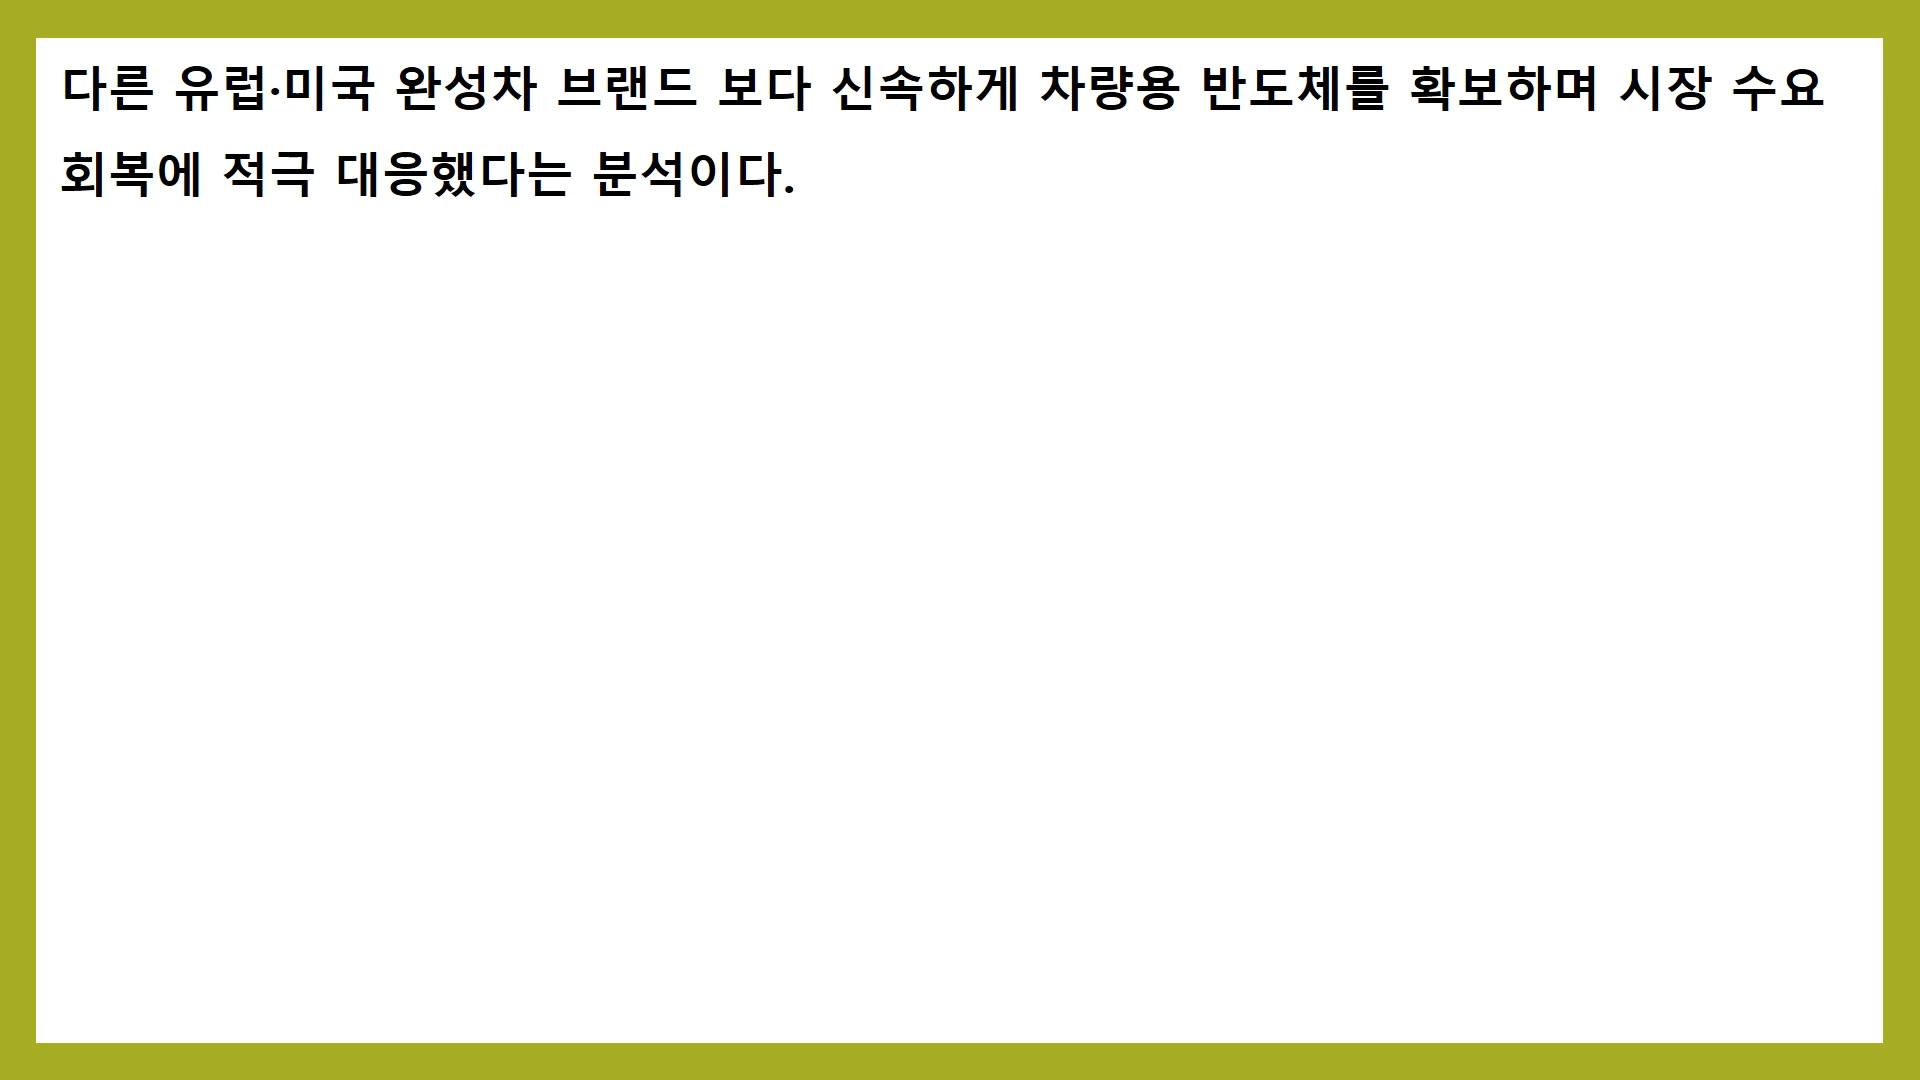 다른 유럽·미국 완성차 브랜드 보다 신속하게 차량용 반도체를 확보하며 시장 수요
회복에 적극 대응했다는 분석이다.